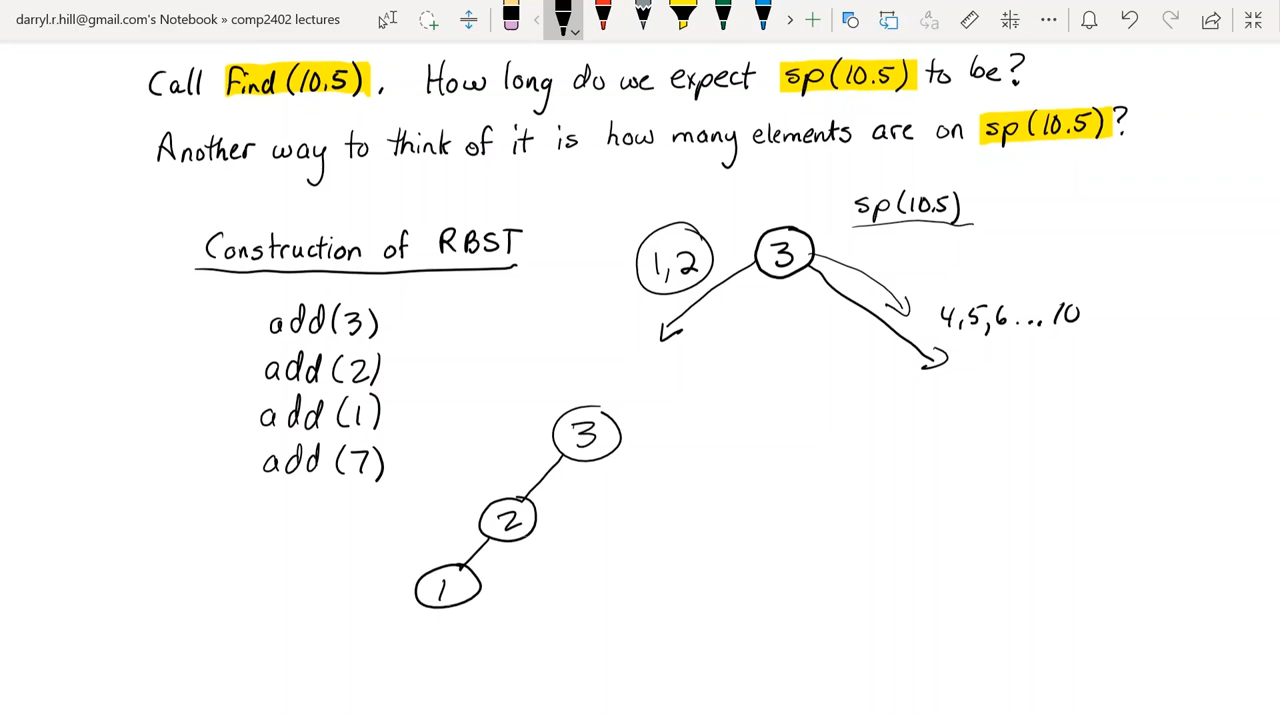 darryl.r.hill@gmail.com's Notebook » comp2402 lectures
Call Find(10.5). How long do we expect sp(10.5) to be?
Another way to think of it is how many elements are on sp(10.5)?
sp(10.5)
Construction of RBST
1,2
3
add(3)
4,5,6...10
add(2)
add(1)
3
add(7)
2
1